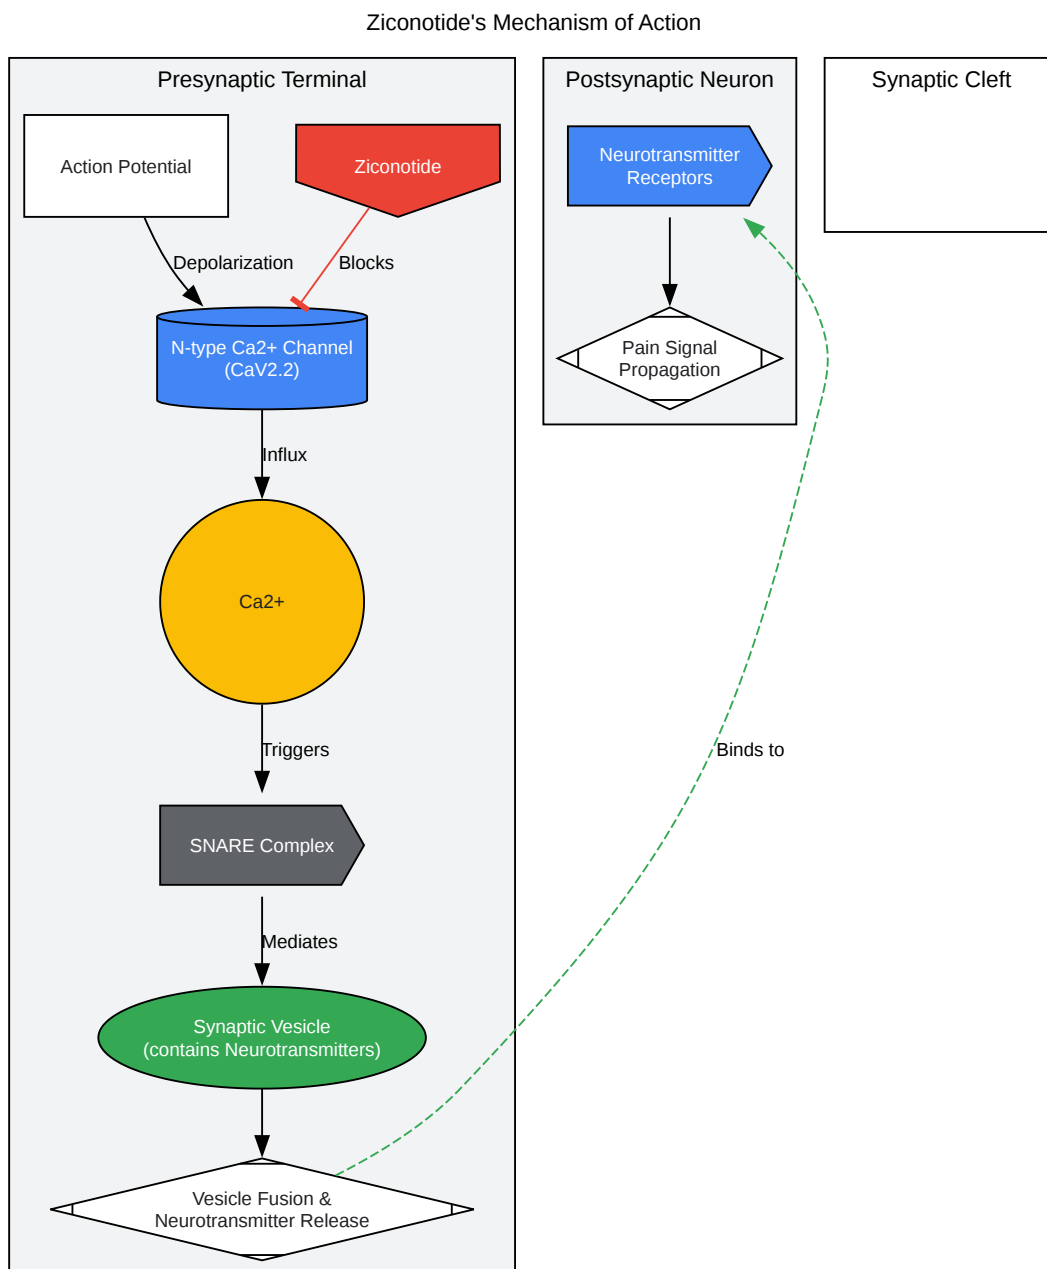 Ziconotide's Mechanism of Action
Presynaptic Terminal
Action Potential
Ziconotide
Depolarization
Blocks
N-type Ca2+ Channel
(CaV2.2)
Influx
Ca2+
Triggers
SNARE Complex
Mediates
Synaptic Vesicle
(contains Neurotransmitters)
Vesicle Fusion &
Neurotransmitter Release
Binds to
Postsynaptic Neuron
Neurotransmitter
Receptors
Pain Signal
Propagation
Synaptic Cleft